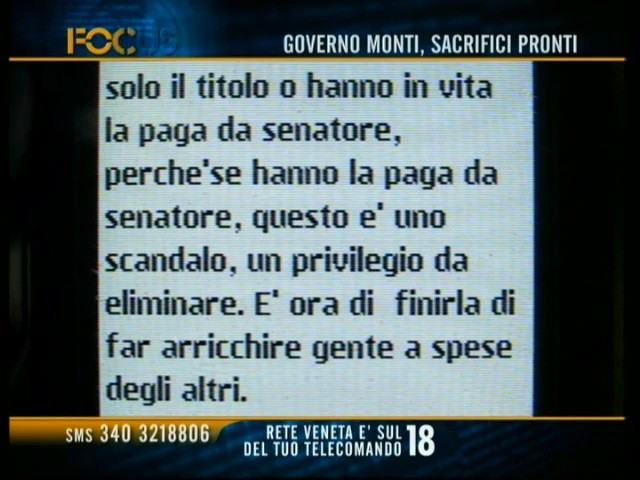 FOCUS
GOVERNO MONTI, SACRIFICI PRONTI
solo il titolo o hanno in vita
la paga da senatore,
perche'se hanno la paga da
senatore, questo e' uno
scandalo, un privilegio da
eliminare. E' ora di finirla di
far arricchire gente a spese
degli altri.
SMS 340 3218806
RETE VENETA E' SUL
DEL TUO TELECOMANDO 18